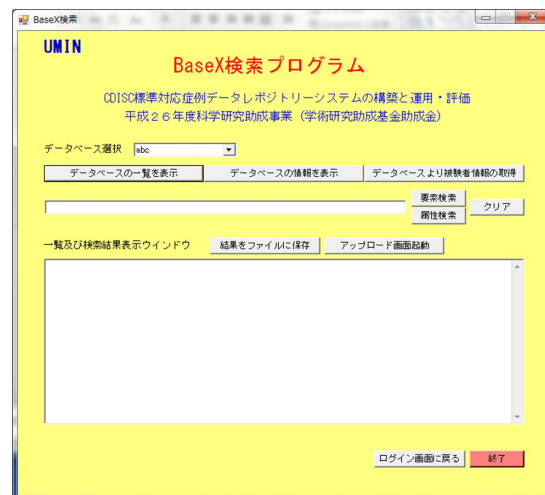 BaseX検索
UMIN
BaseX検索プログラム
CDISC標準対応症例データレポジトリーシステムの構築と運用・評価
平成２６年度科学研究助成事業（学術研究助成基金助成金）
データベース選択 abc
データベースの一覧を表示 データベースの情報を表示 データベースより被験者情報の取得
要素検索
属性検索
クリア
一覧及び検索結果表示ウインドウ 結果をファイルに保存 アップロード画面起動
ログイン画面に戻る 終了